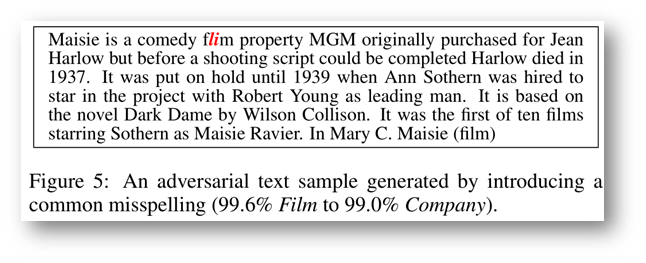 Maisie is a comedy flim property MGM originally purchased for Jean
Harlow but before a shooting script could be completed Harlow died in
1937. It was put on hold until 1939 when Ann Sothern was hired to
star in the project with Robert Young as leading man. It is based on
the novel Dark Dame by Wilson Collison. It was the first of ten films
starring Sothern as Maisie Ravier. In Mary C. Maisie (film)
Figure 5: An adversarial text sample generated by introducing a
common misspelling (99.6% Film to 99.0% Company).